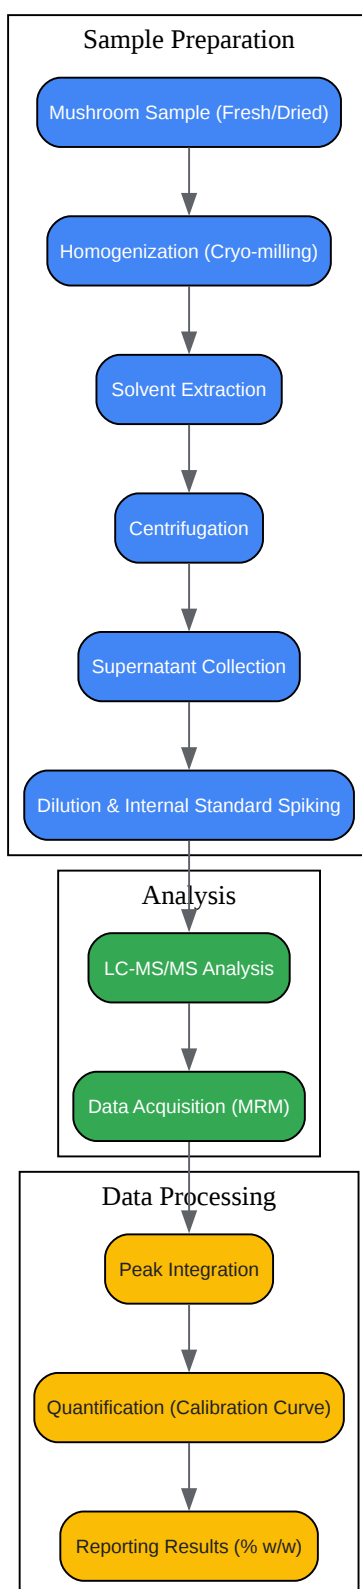 Sample Preparation
Mushroom Sample (Fresh/Dried)
Homogenization (Cryo-milling)
Solvent Extraction
Centrifugation
Supernatant Collection
Dilution & Internal Standard Spiking
Analysis
LC-MS/MS Analysis
Data Acquisition (MRM)
Data Processing
Peak Integration
Quantification (Calibration Curve)
Reporting Results (% w/w)